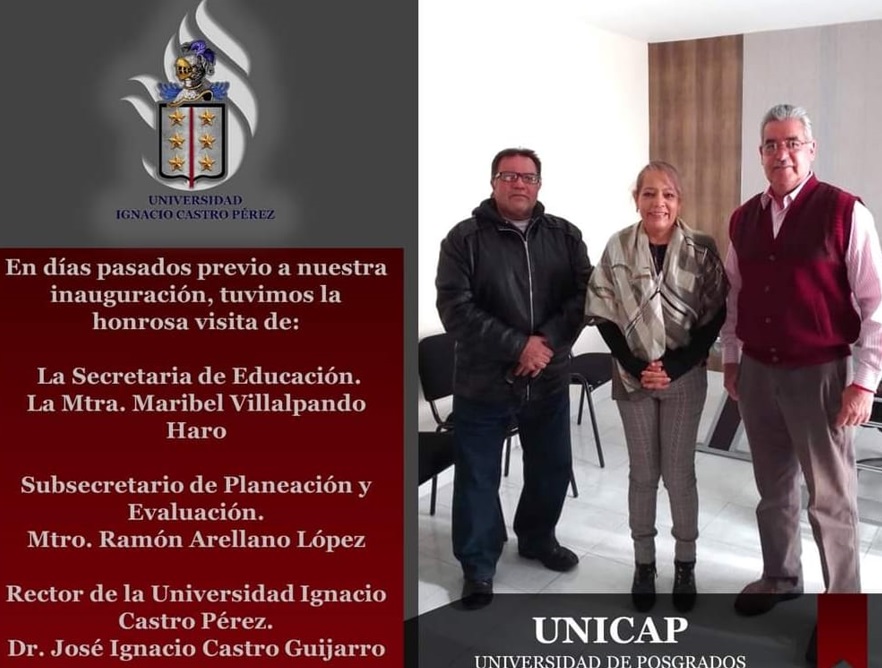 UNIVERSIDAD
IGNACIO CASTRO PÉREZ
En días pasados previo a nuestra
inauguración, tuvimos la
honrosa visita de:
La Secretaria de Educación.
La Mtra. Maribel Villalpando
Haro
Subsecretario de Planeación y
Evaluación.
Mtro. Ramón Arellano López
Rector de la Universidad Ignacio
Castro Pérez.
Dr. José Ignacio Castro Guijarro
UNICAP
UNIVERSIDAD DE POSGRADOS